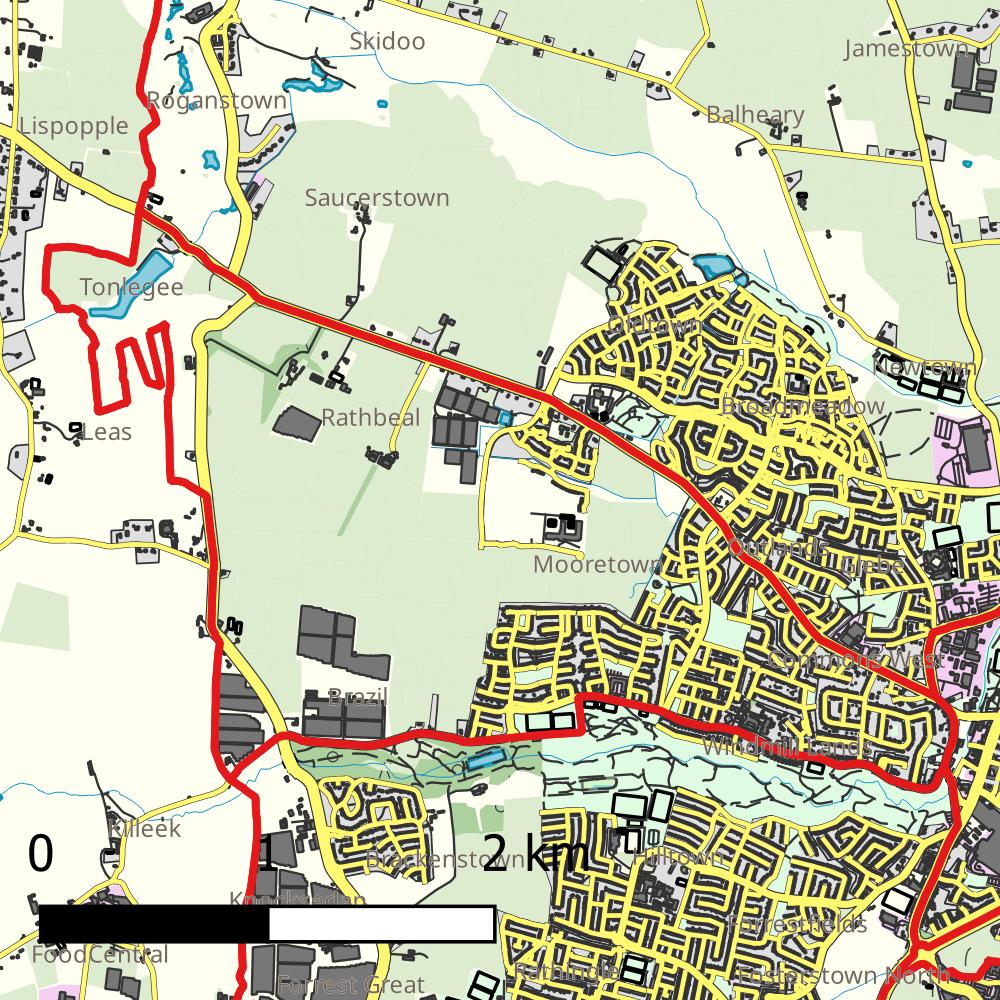 Skidoo
Jamestown
Roganstown
Balheary
Lispopple
Saucerstown
Tonlegee
Oldtown
Newtown
Broadmeadow
Rathbeal
Leas
Outlands
Glebe
Mooretown
Commons West
Brazil
Windmill Lands
Killeek
0 1 2 km
Brackenstown
Hilltown
Knocksedan
Forrestfields
FoodCentral
Rathingle
Fosterstown North
Forrest Great